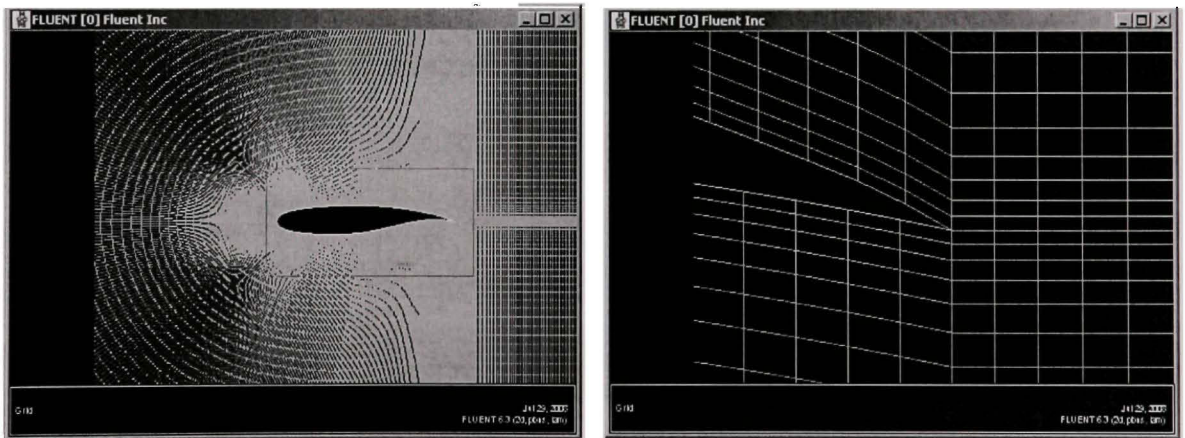 FLUENT [0] Fluent Inc
Grid
FLUENT 6.3 (2d, pbns, lam)
FLUENT [0] Fluent Inc
Grid
FLUENT 6.3 (2d, pbns, lam)